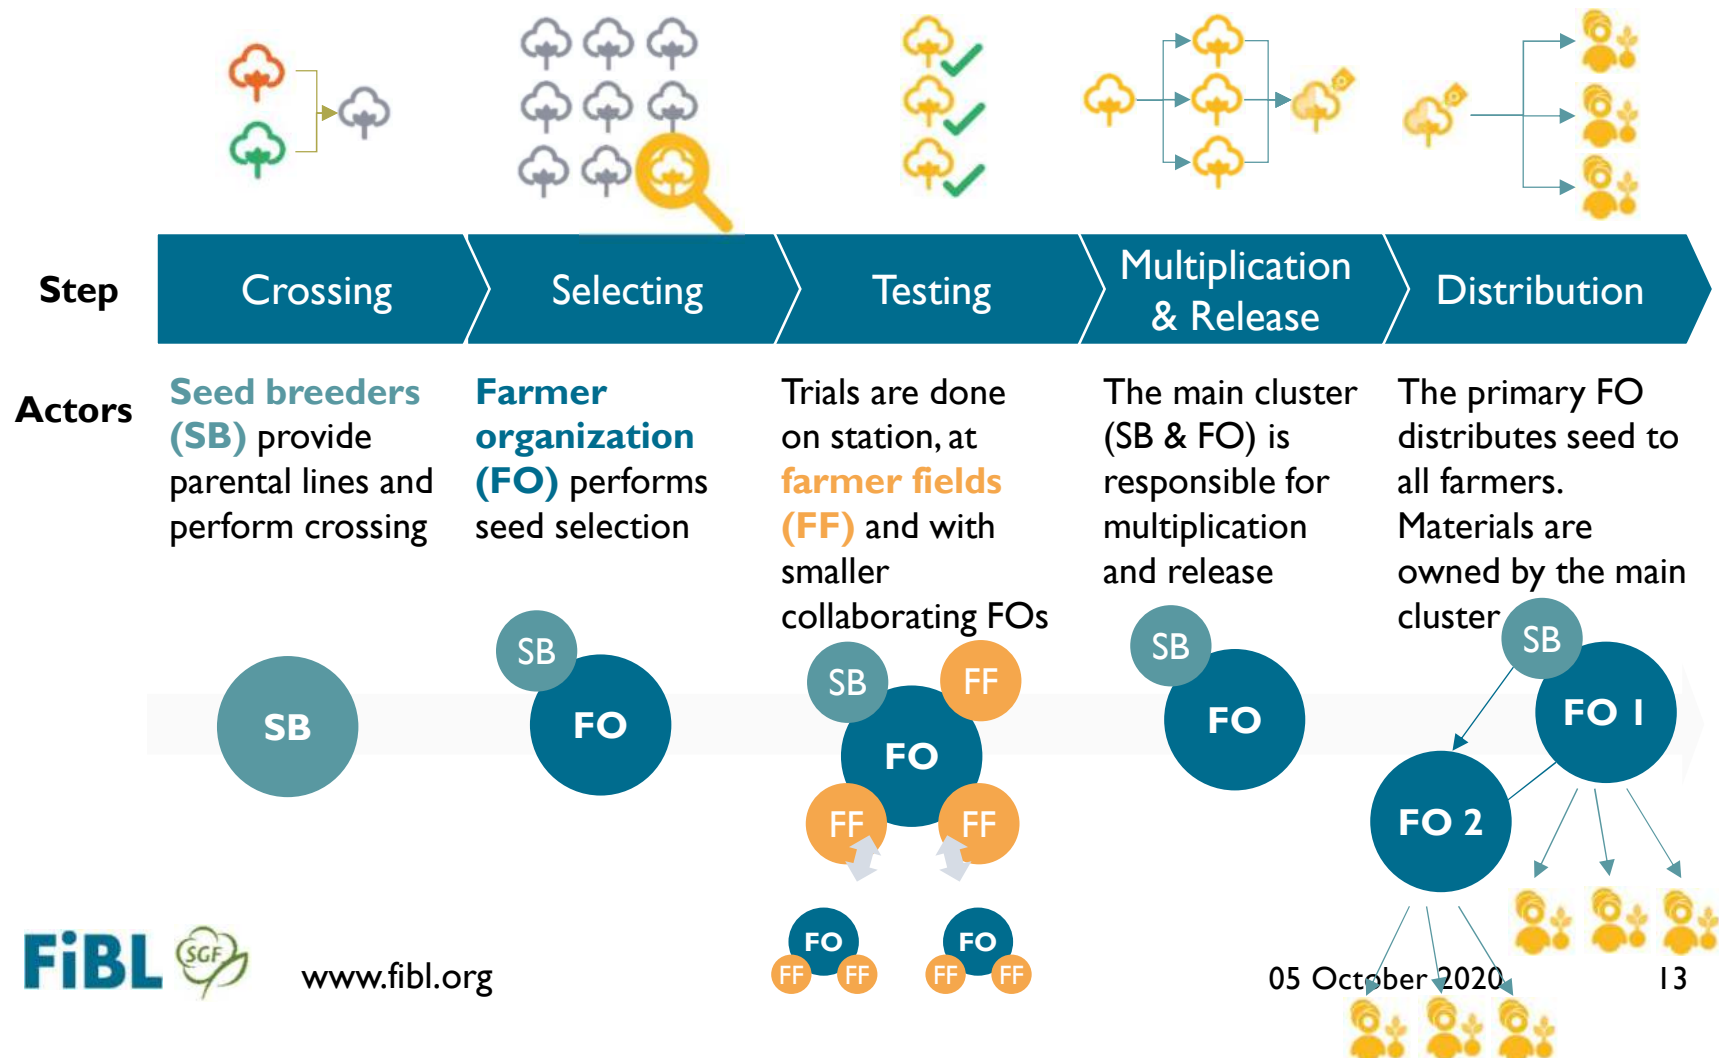 Step
Crossing
Selecting
Testing
Multiplication
& Release
Distribution
Actors
Seed breeders
(SB) provide
parental lines and
perform crossing
Farmer
organization
(FO) performs
seed selection
Trials are done
on station, at
farmer fields
(FF) and with
smaller
collaborating FOs
The main cluster
(SB & FO) is
responsible for
multiplication
and release
The primary FO
distributes seed to
all farmers.
Materials are
owned by the main
cluster
SB
SB
FO
SB
FF
FO
FF
FF
FO
FF
FF
FO
FF
FF
SB
FO
SB
FO 1
FO 2
FiBL
SGF
www.fibl.org
05 October 2020
13